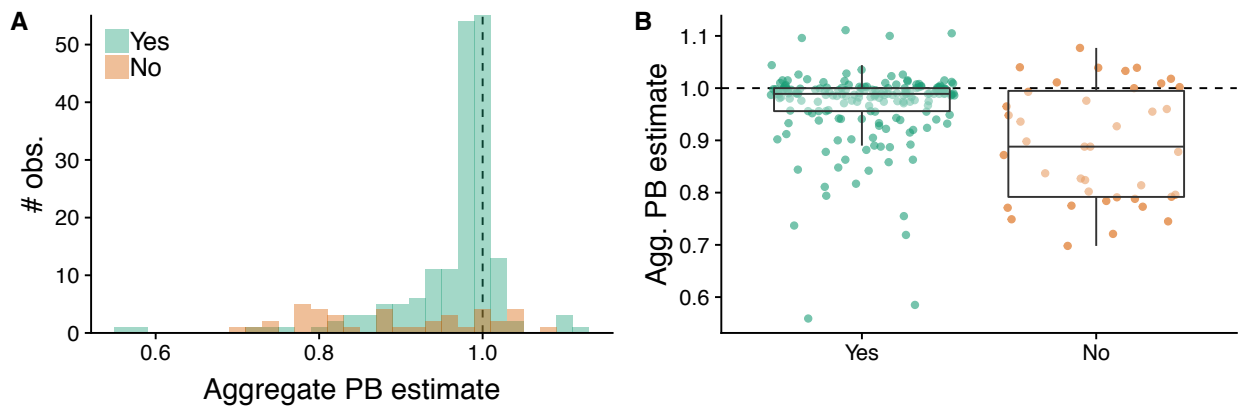 A
Yes
No
# obs.
50
40
30
20
10
0
0.6
0.8
1.0
Aggregate PB estimate
B
Agg. PB estimate
1.1
1.0
0.9
0.8
0.7
0.6
Yes
No